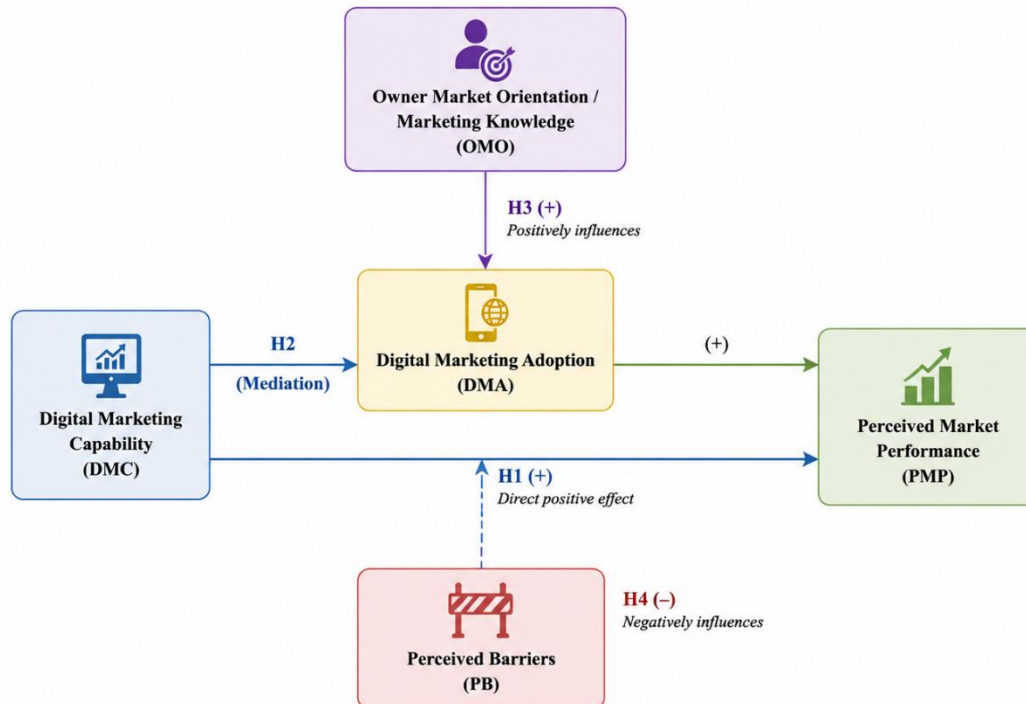 Owner Market Orientation /
Marketing Knowledge
(OMO)
H3 (+)
Positively influences
H2
(Mediation)
Digital Marketing Adoption
(DMA)
(+)
Digital Marketing
Capability
(DMC)
Perceived Market
Performance
(PMP)
H1 (+)
Direct positive effect
H4 (–)
Negatively influences
Perceived Barriers
(PB)